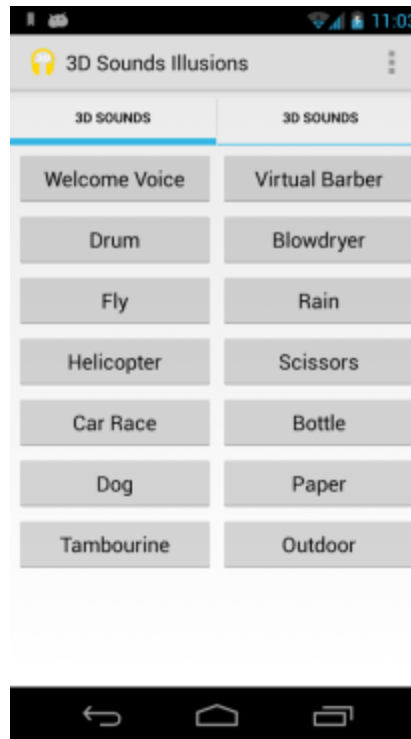 11:03
3D Sounds Illusions
3D SOUNDS 3D SOUNDS
Welcome Voice Virtual Barber
Drum Blowdryer
Fly Rain
Helicopter Scissors
Car Race Bottle
Dog Paper
Tambourine Outdoor